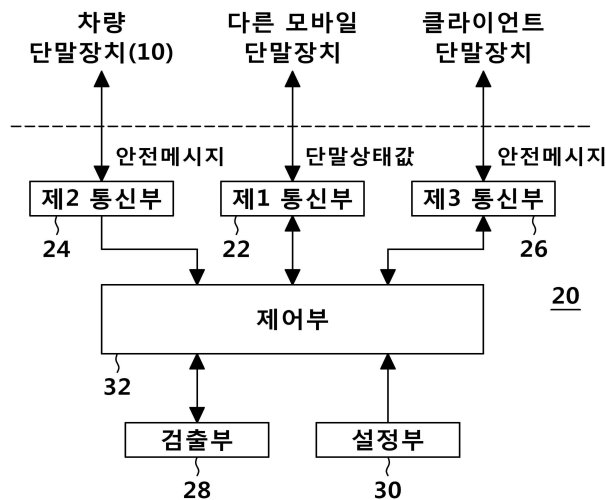 차량
단말장치(10)
다른 모바일
단말장치
클라이언트
단말장치
안전메시지
단말상태값
안전메시지
제2 통신부
제1 통신부
제3 통신부
24
22
26
20
제어부
32
검출부
설정부
28
30